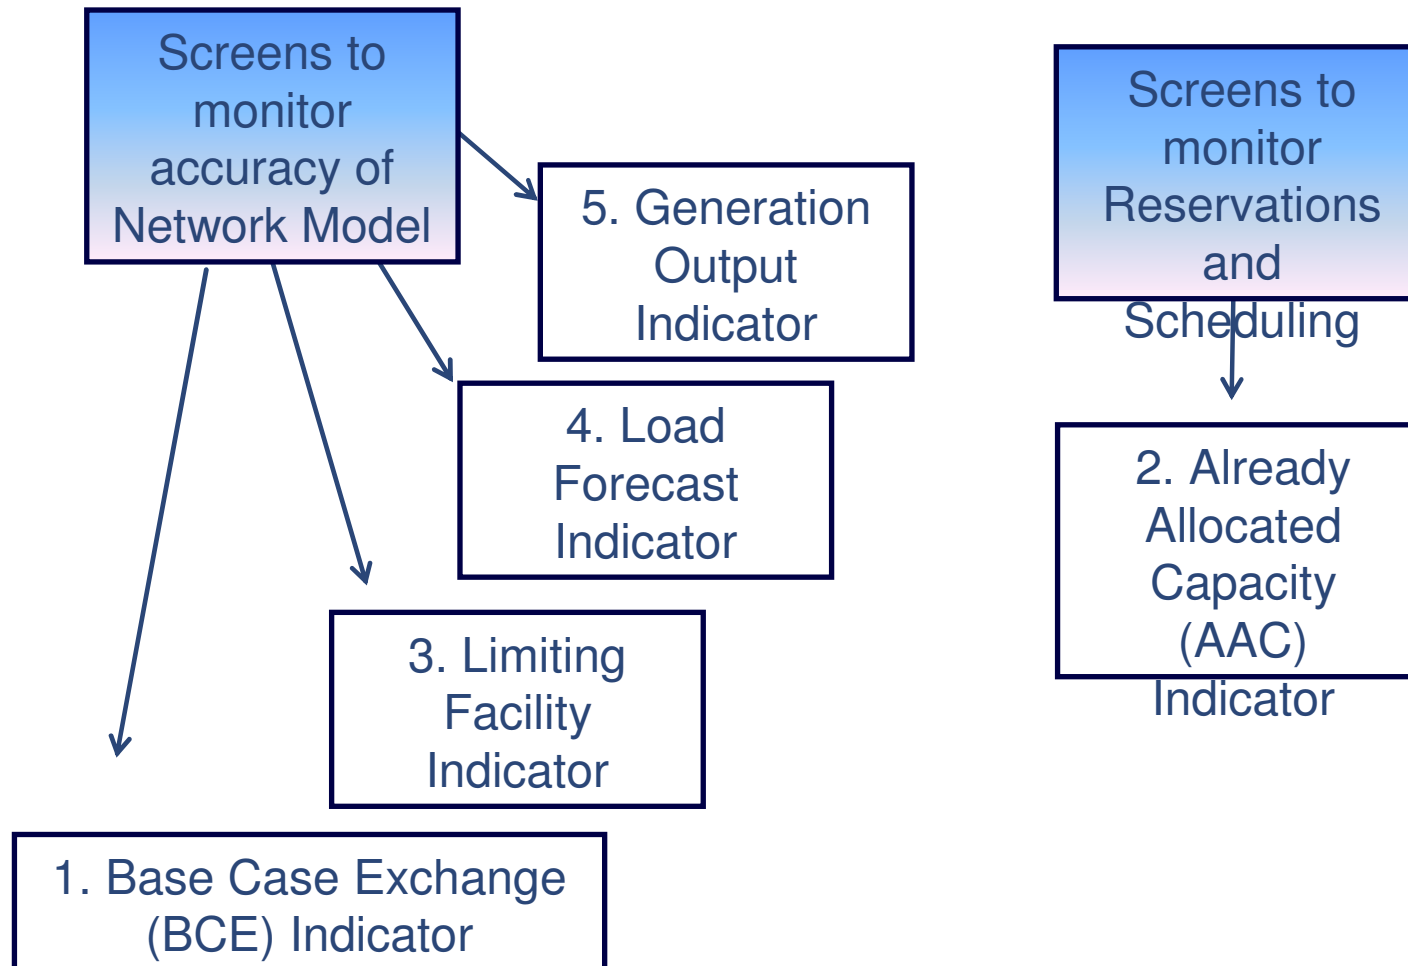 Screens to
monitor
accuracy of
Network Model
5. Generation
Output
Indicator
4. Load
Forecast
Indicator
3. Limiting
Facility
Indicator
1. Base Case Exchange
(BCE) Indicator
Screens to
monitor
Reservations
and
Scheduling
2. Already
Allocated
Capacity
(AAC)
Indicator